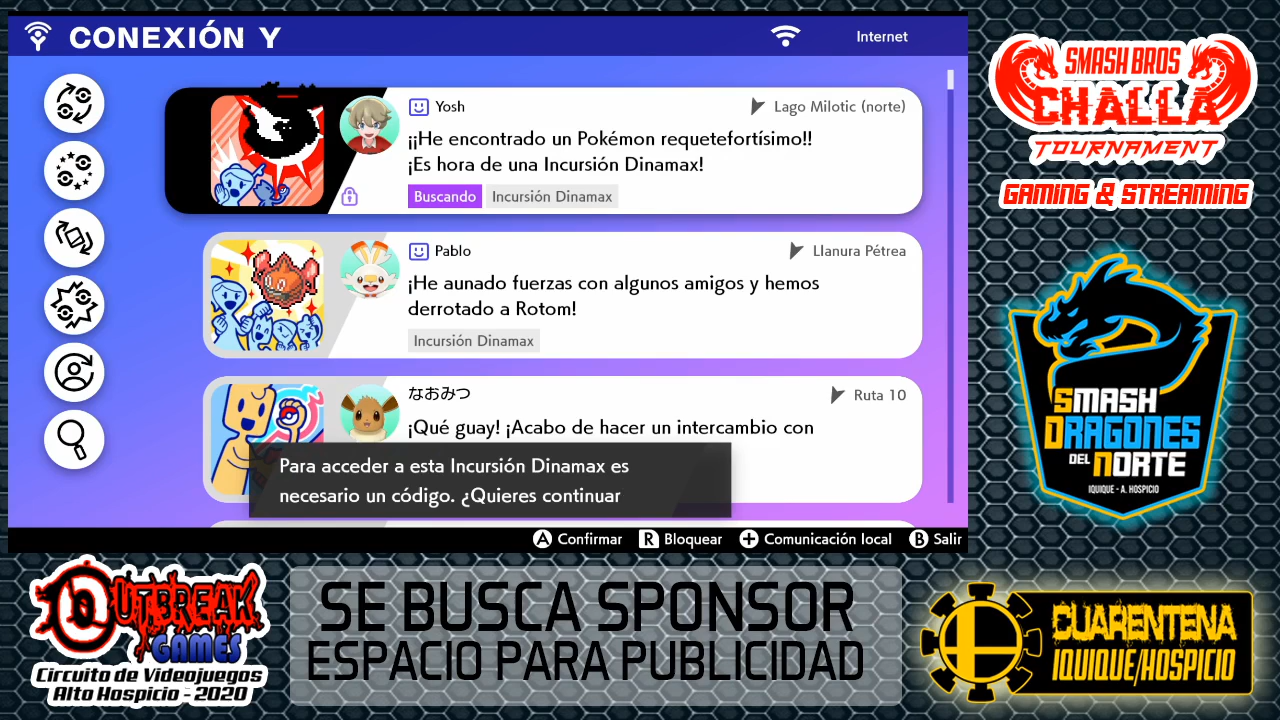 CONEXIÓN Y
Internet
Yosh
Lago Milotic (norte)
¡¡He encontrado un Pokémon requetefortísimo!!
¡Es hora de una Incursión Dinamax!
Buscando
Incursión Dinamax
Pablo
Llanura Pétrea
¡He aunado fuerzas con algunos amigos y hemos
derrotado a Rotom!
Incursión Dinamax
なおみつ
Ruta 10
¡Qué guay! ¡Acabo de hacer un intercambio con
Para acceder a esta Incursión Dinamax es
necesario un código. ¿Quieres continuar
A Confirmar
R Bloquear
+ Comunicación local
B Salir
SMASH BROS
CHALLA
TOURNAMENT
GAMING & STREAMING
SMASH
DRAGONES
DEL NORTE
IQUIQUE - A. HOSPICIO
OUTBREAK
GAMES
Circuito de Videojuegos
Alto Hospicio - 2020
SE BUSCA SPONSOR
ESPACIO PARA PUBLICIDAD
CUARENTENA
IQUIQUE/HOSPICIO